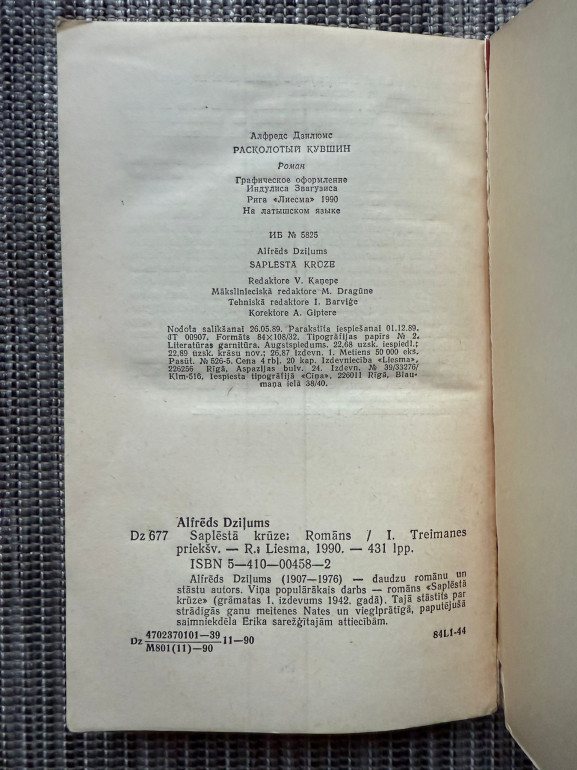 Алфредс Дзилюмс
РАСКОЛОТЫЙ КУВШИН
Роман
Графическое оформление
Индулиса Звагузиса
Рига «Лиесма» 1990
На латышском языке
ИБ № 5825
Alfrēds Dziļums
SAPLĒSTĀ KRŪZE
Redaktore V. Kaņepe
Mākslinieciskā redaktore M. Dragūne
Tehniskā redaktore I. Barviģe
Korektore A. Giptere
Nodota salikšanai 26.05.89. Parakstīta iespiešanai 01.12.89.
JT 00907. Formāts 84×108/32. Tipogrāfijas papīrs № 2.
Literatūras garnitūra. Augstspiedums. 22,68 uzsk. iespiedl.;
22,89 uzsk. krāsu nov.; 26,87 izdevn. l. Metiens 50 000 eks.
Pasūt. № 526-5. Cena 4 rbļ. 20 kap. Izdevniecība «Liesma»,
226256 Rīgā, Aspazijas bulv. 24. Izdevn. № 39/33276/
Klm-516. Iespiesta tipogrāfijā «Cīņa», 226011 Rīgā, Blau-
maņa ielā 38/40.
Alfrēds Dziļums
Dz 677 Saplēstā krūze: Romāns / I. Treimanes
priekšv. — R.: Liesma, 1990. — 431 lpp.
ISBN 5—410—00458—2
Alfrēds Dziļums (1907—1976) — daudzu romānu un
stāstu autors. Viņa populārākais darbs — romāns «Saplēstā
krūze» (grāmatas 1. izdevums 1942. gadā). Tajā stāstīts par
strādīgās ganu meitenes Nates un vieglprātīgā, paputējušā
saimniekdēla Ērika sarežģītajām attiecībām.
Dz 4702370101—39 11—90 84L1-44
M801(11)—90